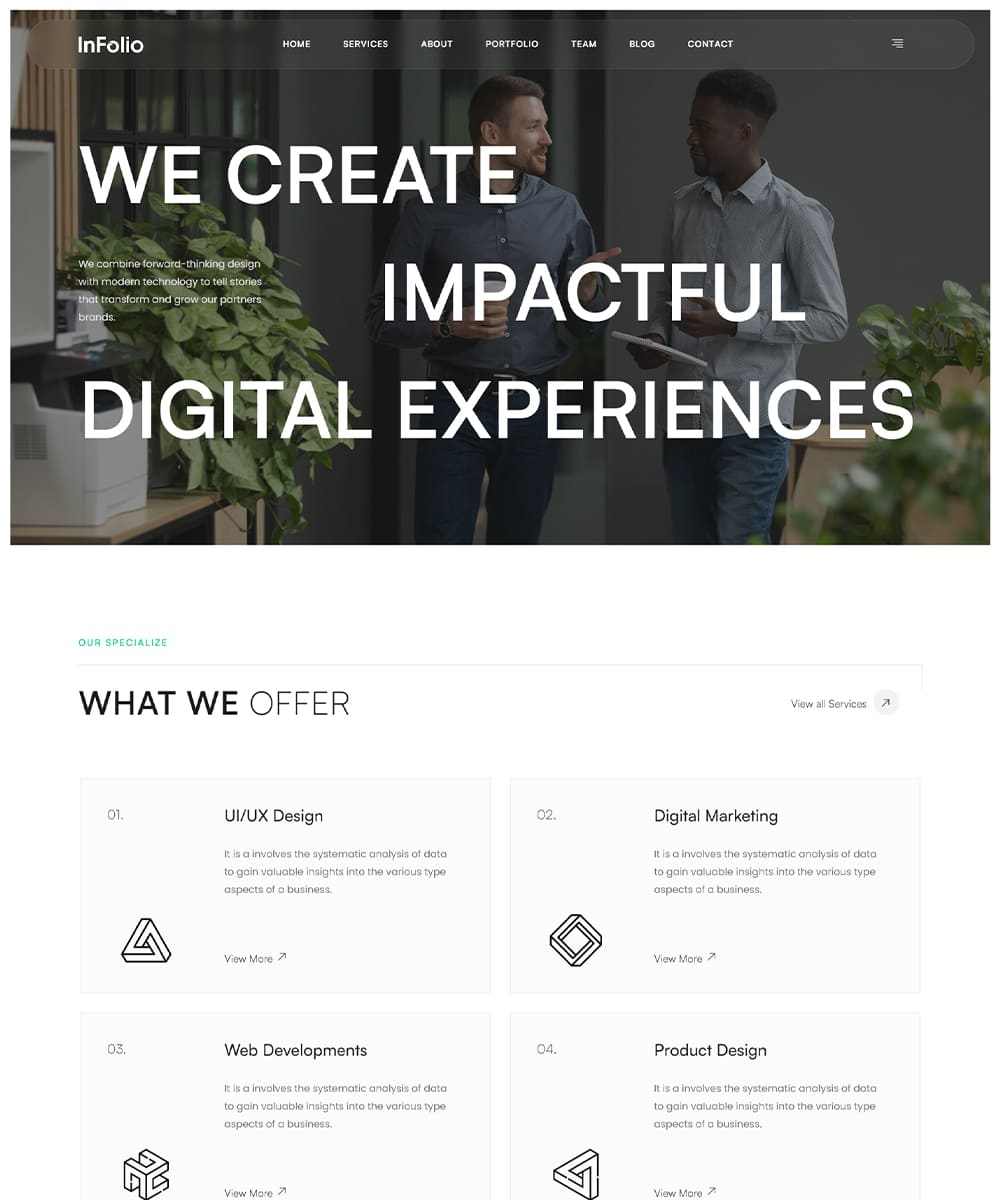 InFolio
HOME SERVICES ABOUT PORTFOLIO TEAM BLOG CONTACT
WE CREATE
We combine forward-thinking design
with modern technology to tell stories
that transform and grow our partners
brands.
IMPACTFUL
DIGITAL EXPERIENCES
OUR SPECIALIZE
WHAT WE OFFER
View all Services
01.
UI/UX Design
It is a involves the systematic analysis of data
to gain valuable insights into the various type
aspects of a business.
View More
02.
Digital Marketing
It is a involves the systematic analysis of data
to gain valuable insights into the various type
aspects of a business.
View More
03.
Web Developments
It is a involves the systematic analysis of data
to gain valuable insights into the various type
aspects of a business.
View More
04.
Product Design
It is a involves the systematic analysis of data
to gain valuable insights into the various type
aspects of a business.
View More